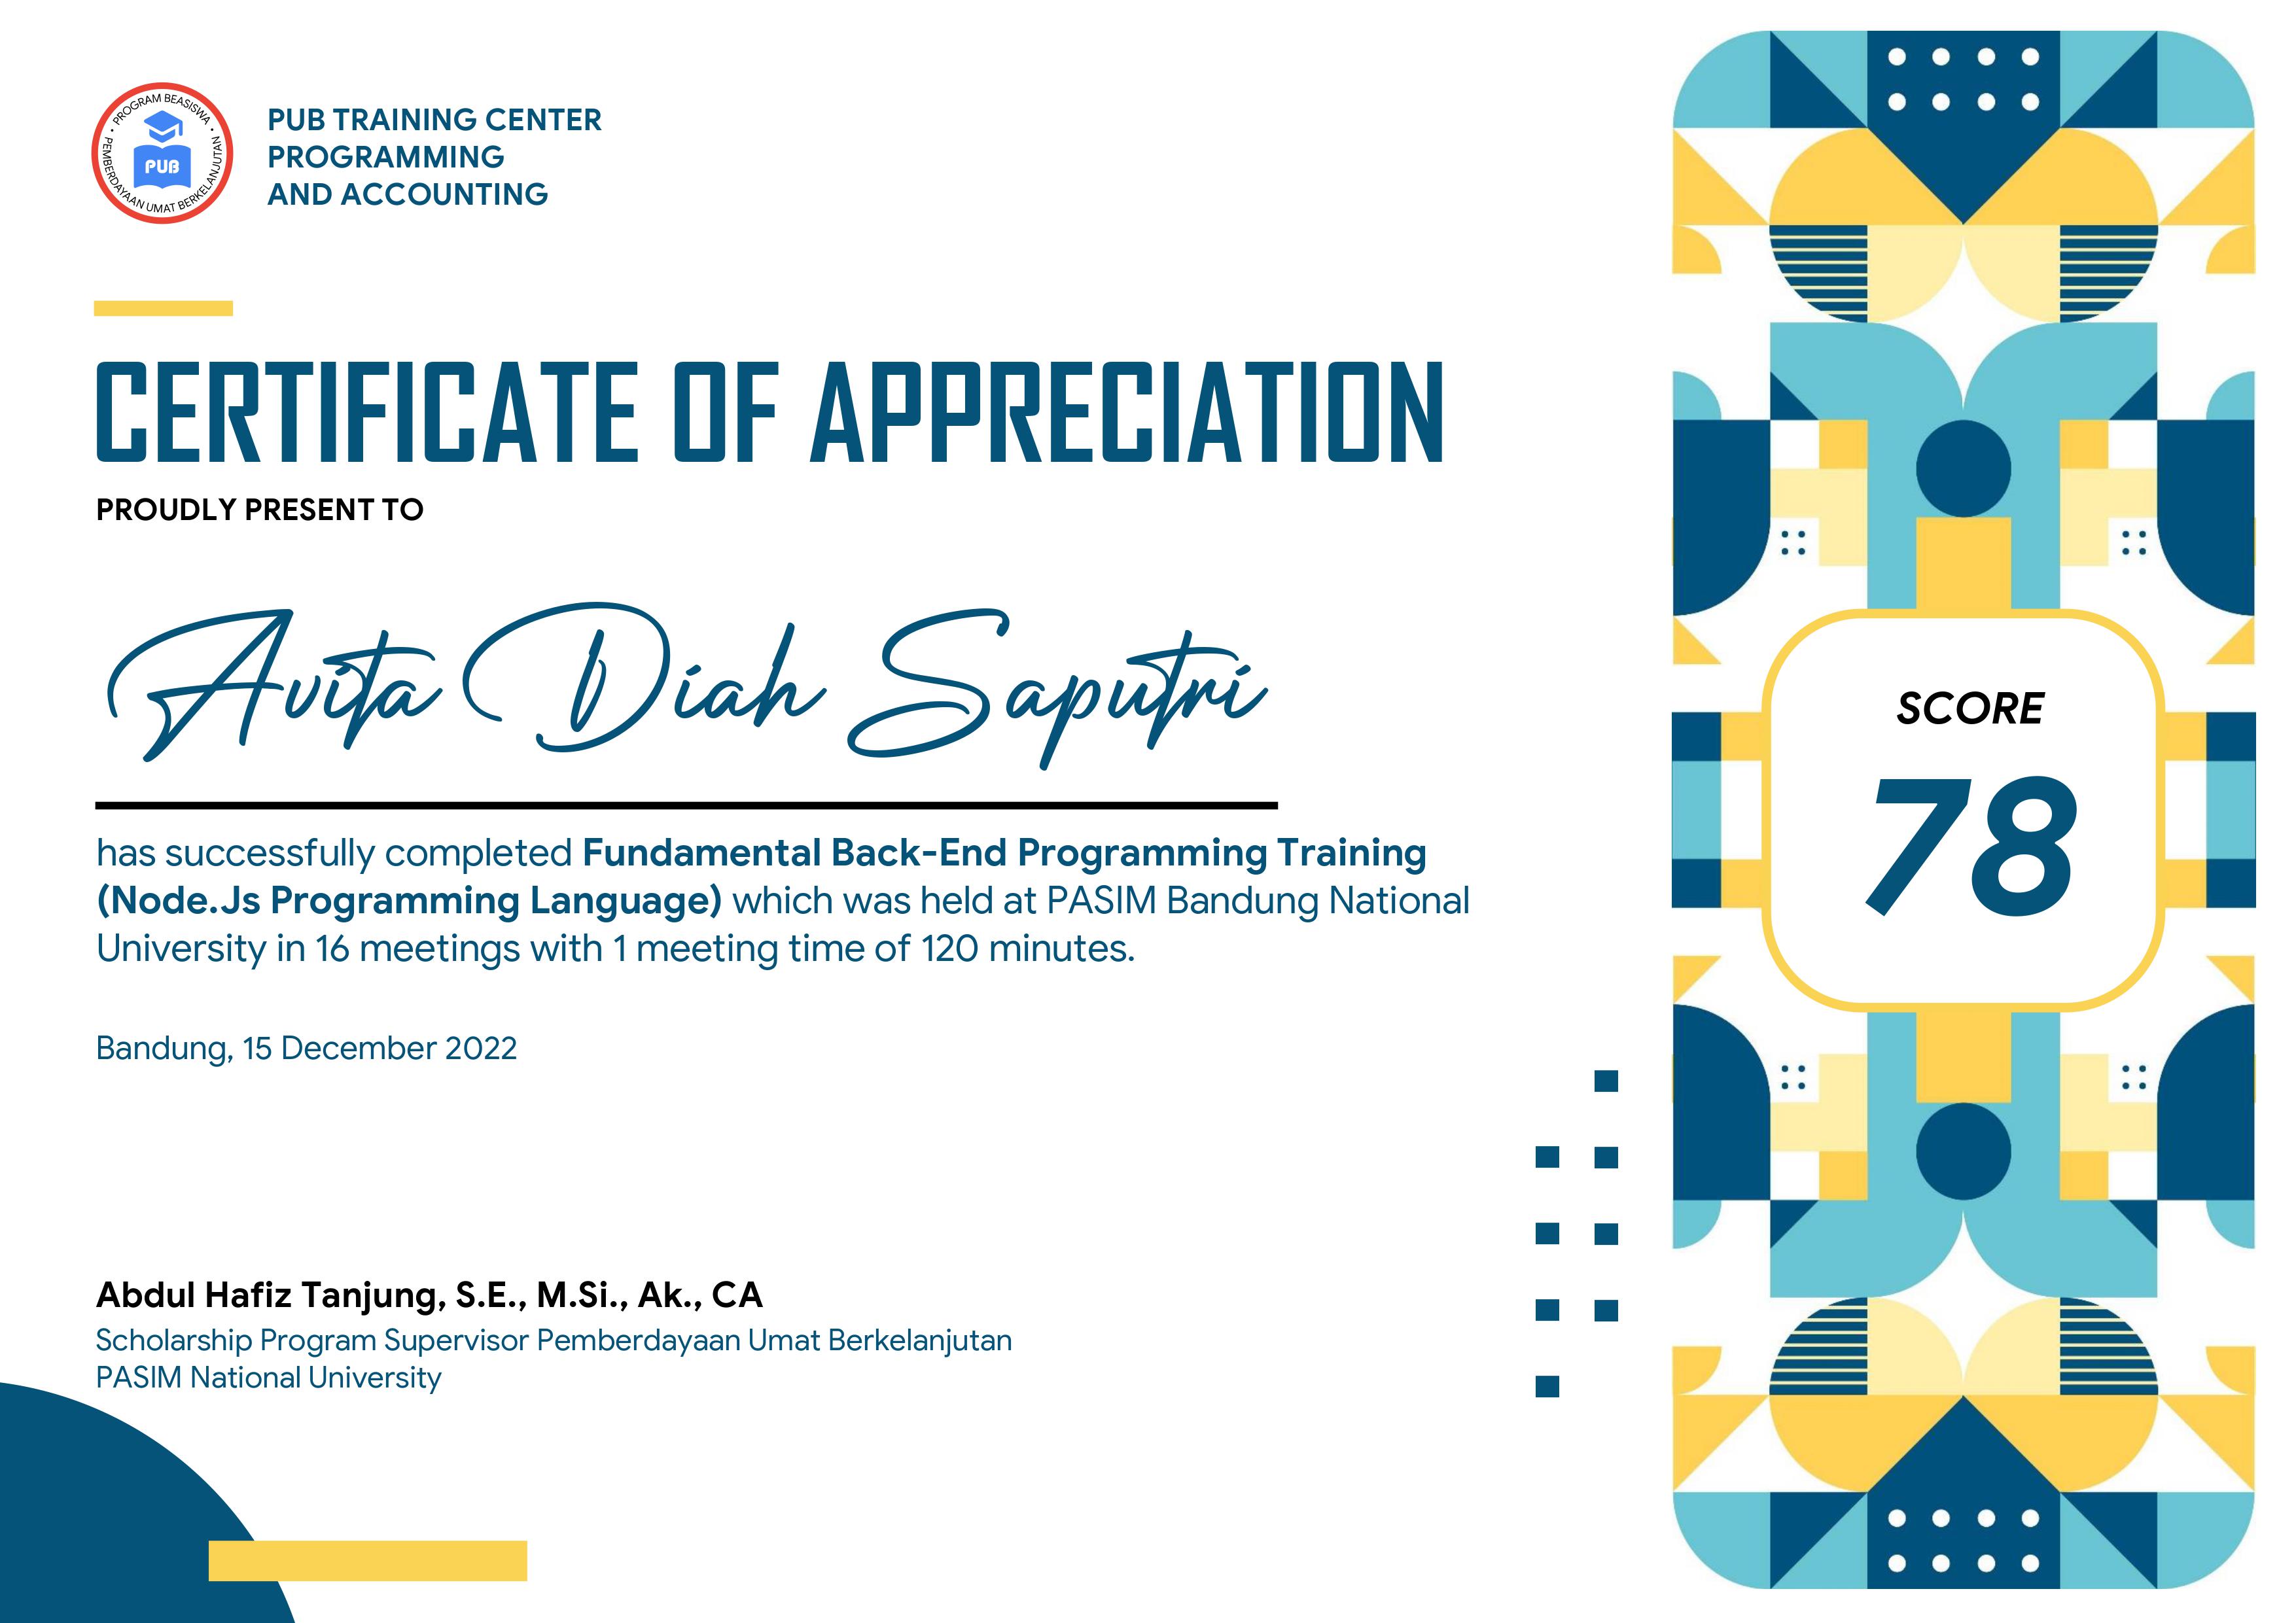 PROGRAM BEASISWA
PEMBERDAYAAN UMAT BERKELANJUTAN
PUB
PUB TRAINING CENTER
PROGRAMMING
AND ACCOUNTING
CERTIFICATE OF APPRECIATION
PROUDLY PRESENT TO
Avita Diah Saputri
has successfully completed Fundamental Back-End Programming Training
(Node.Js Programming Language) which was held at PASIM Bandung National
University in 16 meetings with 1 meeting time of 120 minutes.
Bandung, 15 December 2022
Abdul Hafiz Tanjung, S.E., M.Si., Ak., CA
Scholarship Program Supervisor Pemberdayaan Umat Berkelanjutan
PASIM National University
SCORE
78